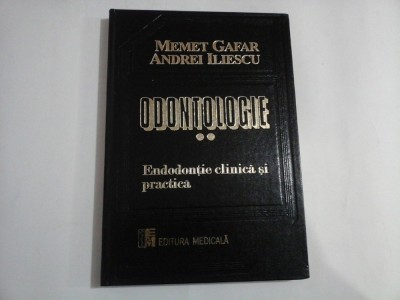 MEMET GAFAR
ANDREI ILIESCU
ODONTOLOGIE
Endodonție clinică și
practică
EDITURA MEDICALĂ